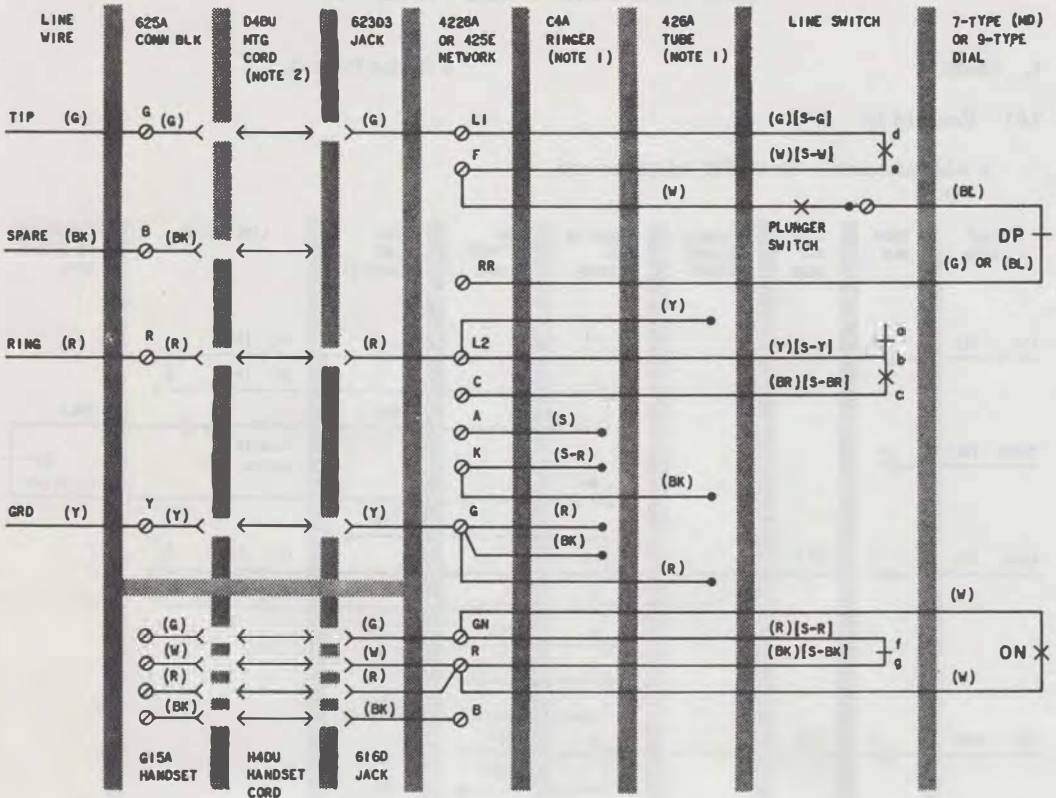 LINE WIRE
625A CONN BLK
D4BU MTG CORD (NOTE 2)
623D3 JACK
4228A OR 425E NETWORK
C4A RINGER (NOTE 1)
426A TUBE (NOTE 1)
LINE SWITCH
7-TYPE (MD) OR 9-TYPE DIAL
TIP (G) G (G) (G) L1 (G)[S-G] d
F (W)[S-W] e
(W) (BL)
PLUNGER SWITCH
DP
SPARE (BK) B (BK)
RR (G) OR (BL)
(Y)
a
RING (R) R (R) (R) L2 (Y)[S-Y] b
C (BR)[S-BR] c
A (S)
K (S-R)
(BK)
GRD (Y) Y (Y) (Y) G (R)
(BK)
(R)
(W)
(G) (G) GN (R)[S-R] f
(W) (W) R (BK)[S-BK] g
ON
(R) (R) (W)
(BK) (BK) B
G15A HANDSET
H4DU HANDSET CORD
616D JACK